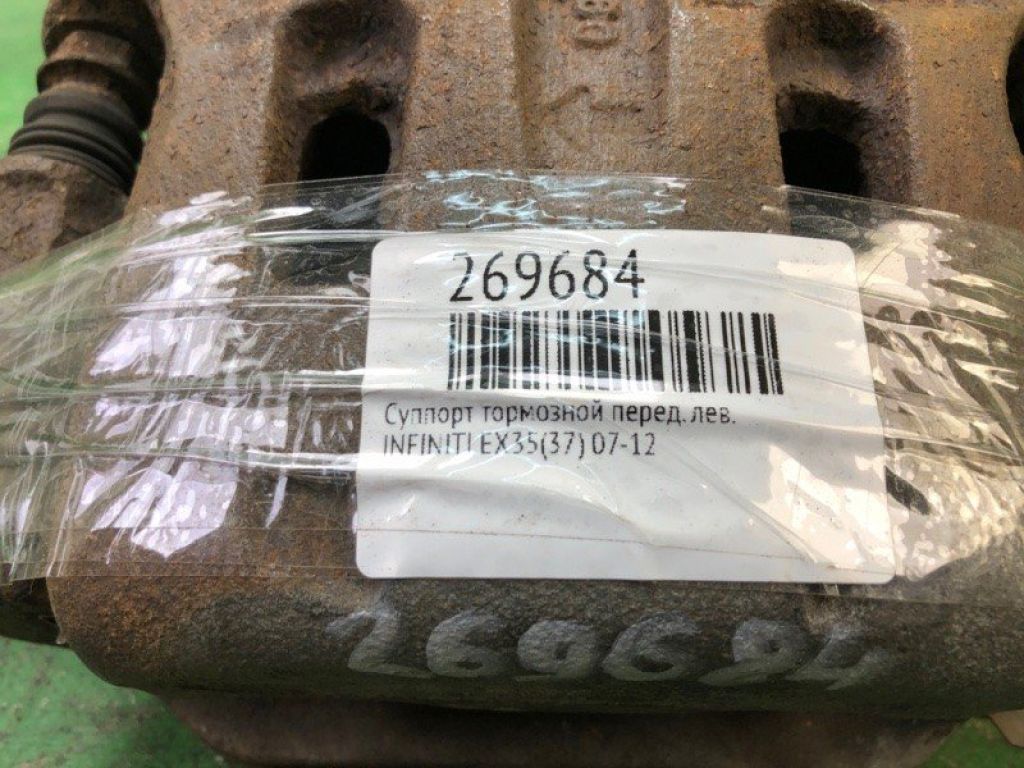 269684
Суппорт тормозной перед. лев.
INFINITI EX35(37) 07-12
269684